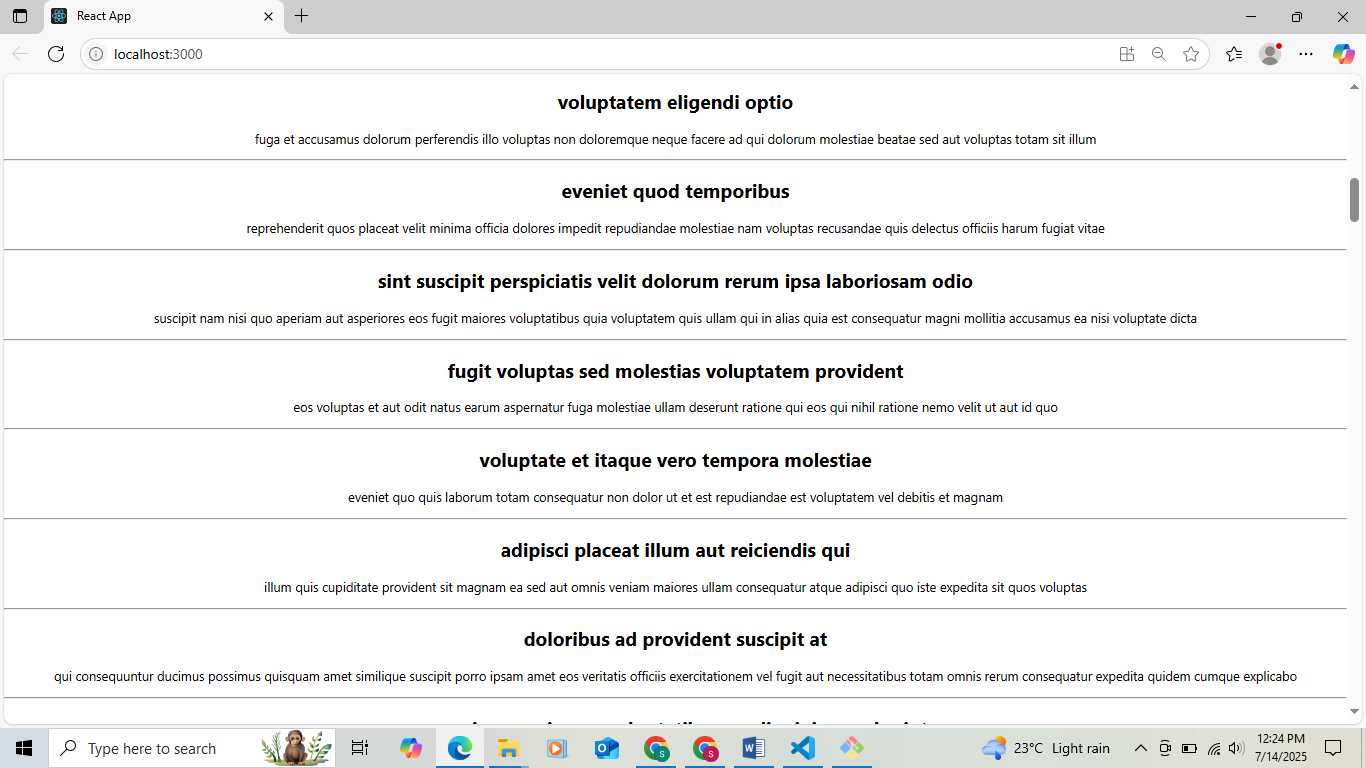 React App
localhost:3000
voluptatem eligendi optio
fuga et accusamus dolorum perferendis illo voluptas non doloremque neque facere ad qui dolorum molestiae beatae sed aut voluptas totam sit illum
eveniet quod temporibus
reprehenderit quos placeat velit minima officia dolores impedit repudiandae molestiae nam voluptas recusandae quis delectus officiis harum fugiat vitae
sint suscipit perspiciatis velit dolorum rerum ipsa laboriosam odio
suscipit nam nisi quo aperiam aut asperiores eos fugit maiores voluptatibus quia voluptatem quis ullam qui in alias quia est consequatur magni mollitia accusamus ea nisi voluptate dicta
fugit voluptas sed molestias voluptatem provident
eos voluptas et aut odit natus earum aspernatur fuga molestiae ullam deserunt ratione qui eos qui nihil ratione nemo velit ut aut id quo
voluptate et itaque vero tempora molestiae
eveniet quo quis laborum totam consequatur non dolor ut et est repudiandae est voluptatem vel debitis et magnam
adipisci placeat illum aut reiciendis qui
illum quis cupiditate provident sit magnam ea sed aut omnis veniam maiores ullam consequatur atque adipisci quo iste expedita sit quos voluptas
doloribus ad provident suscipit at
qui consequuntur ducimus possimus quisquam amet similique suscipit porro ipsam amet eos veritatis officiis exercitationem vel fugit aut necessitatibus totam omnis rerum consequatur expedita quidem cumque explicabo
Type here to search
23°C Light rain
12:24 PM
7/14/2025